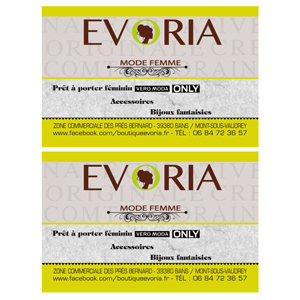 EVORIA
MODE FEMME
Prêt à porter féminin VERO MODA ONLY
Accessoires
Bijoux fantaisies
ZONE COMMERCIALE DES PRÉS BERNARD - 39380 BANS / MONT-SOUS-VAUDREY
www.facebook.com/boutiqueevoria.fr - TÉL : 06 84 72 36 57
EVORIA
MODE FEMME
Prêt à porter féminin VERO MODA ONLY
Accessoires
Bijoux fantaisies
ZONE COMMERCIALE DES PRÉS BERNARD - 39380 BANS / MONT-SOUS-VAUDREY
www.facebook.com/boutiqueevoria.fr - TÉL : 06 84 72 36 57